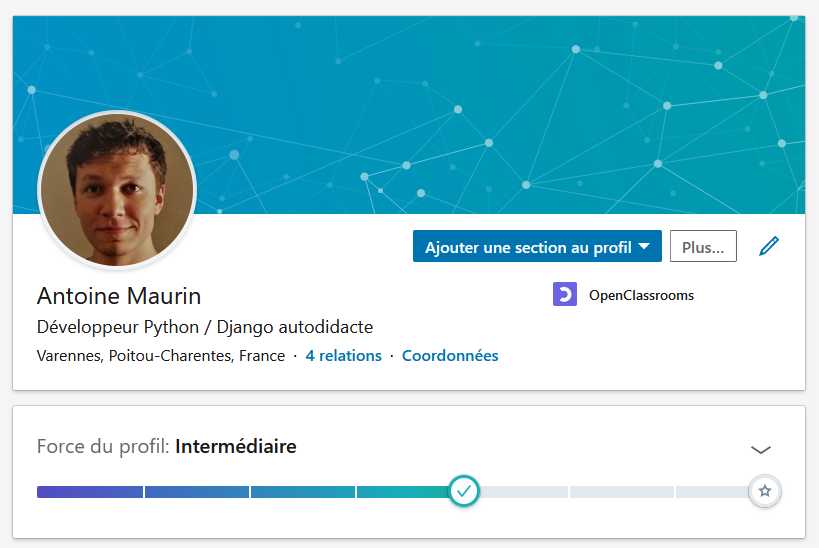 Ajouter une section au profil
Plus...
Antoine Maurin
OpenClassrooms
Développeur Python / Django autodidacte
Varennes, Poitou-Charentes, France · 4 relations · Coordonnées
Force du profil: Intermédiaire